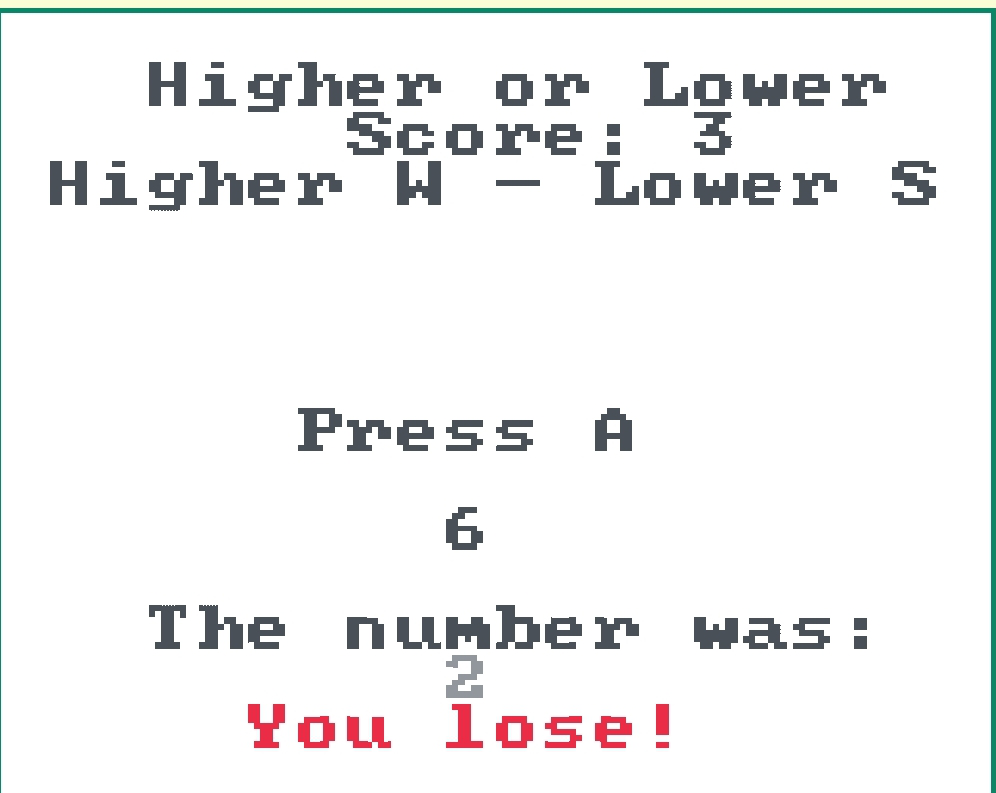 Higher or Lower
Score: 3
Higher W - Lower S
Press A
6
The number was:
2
You lose!